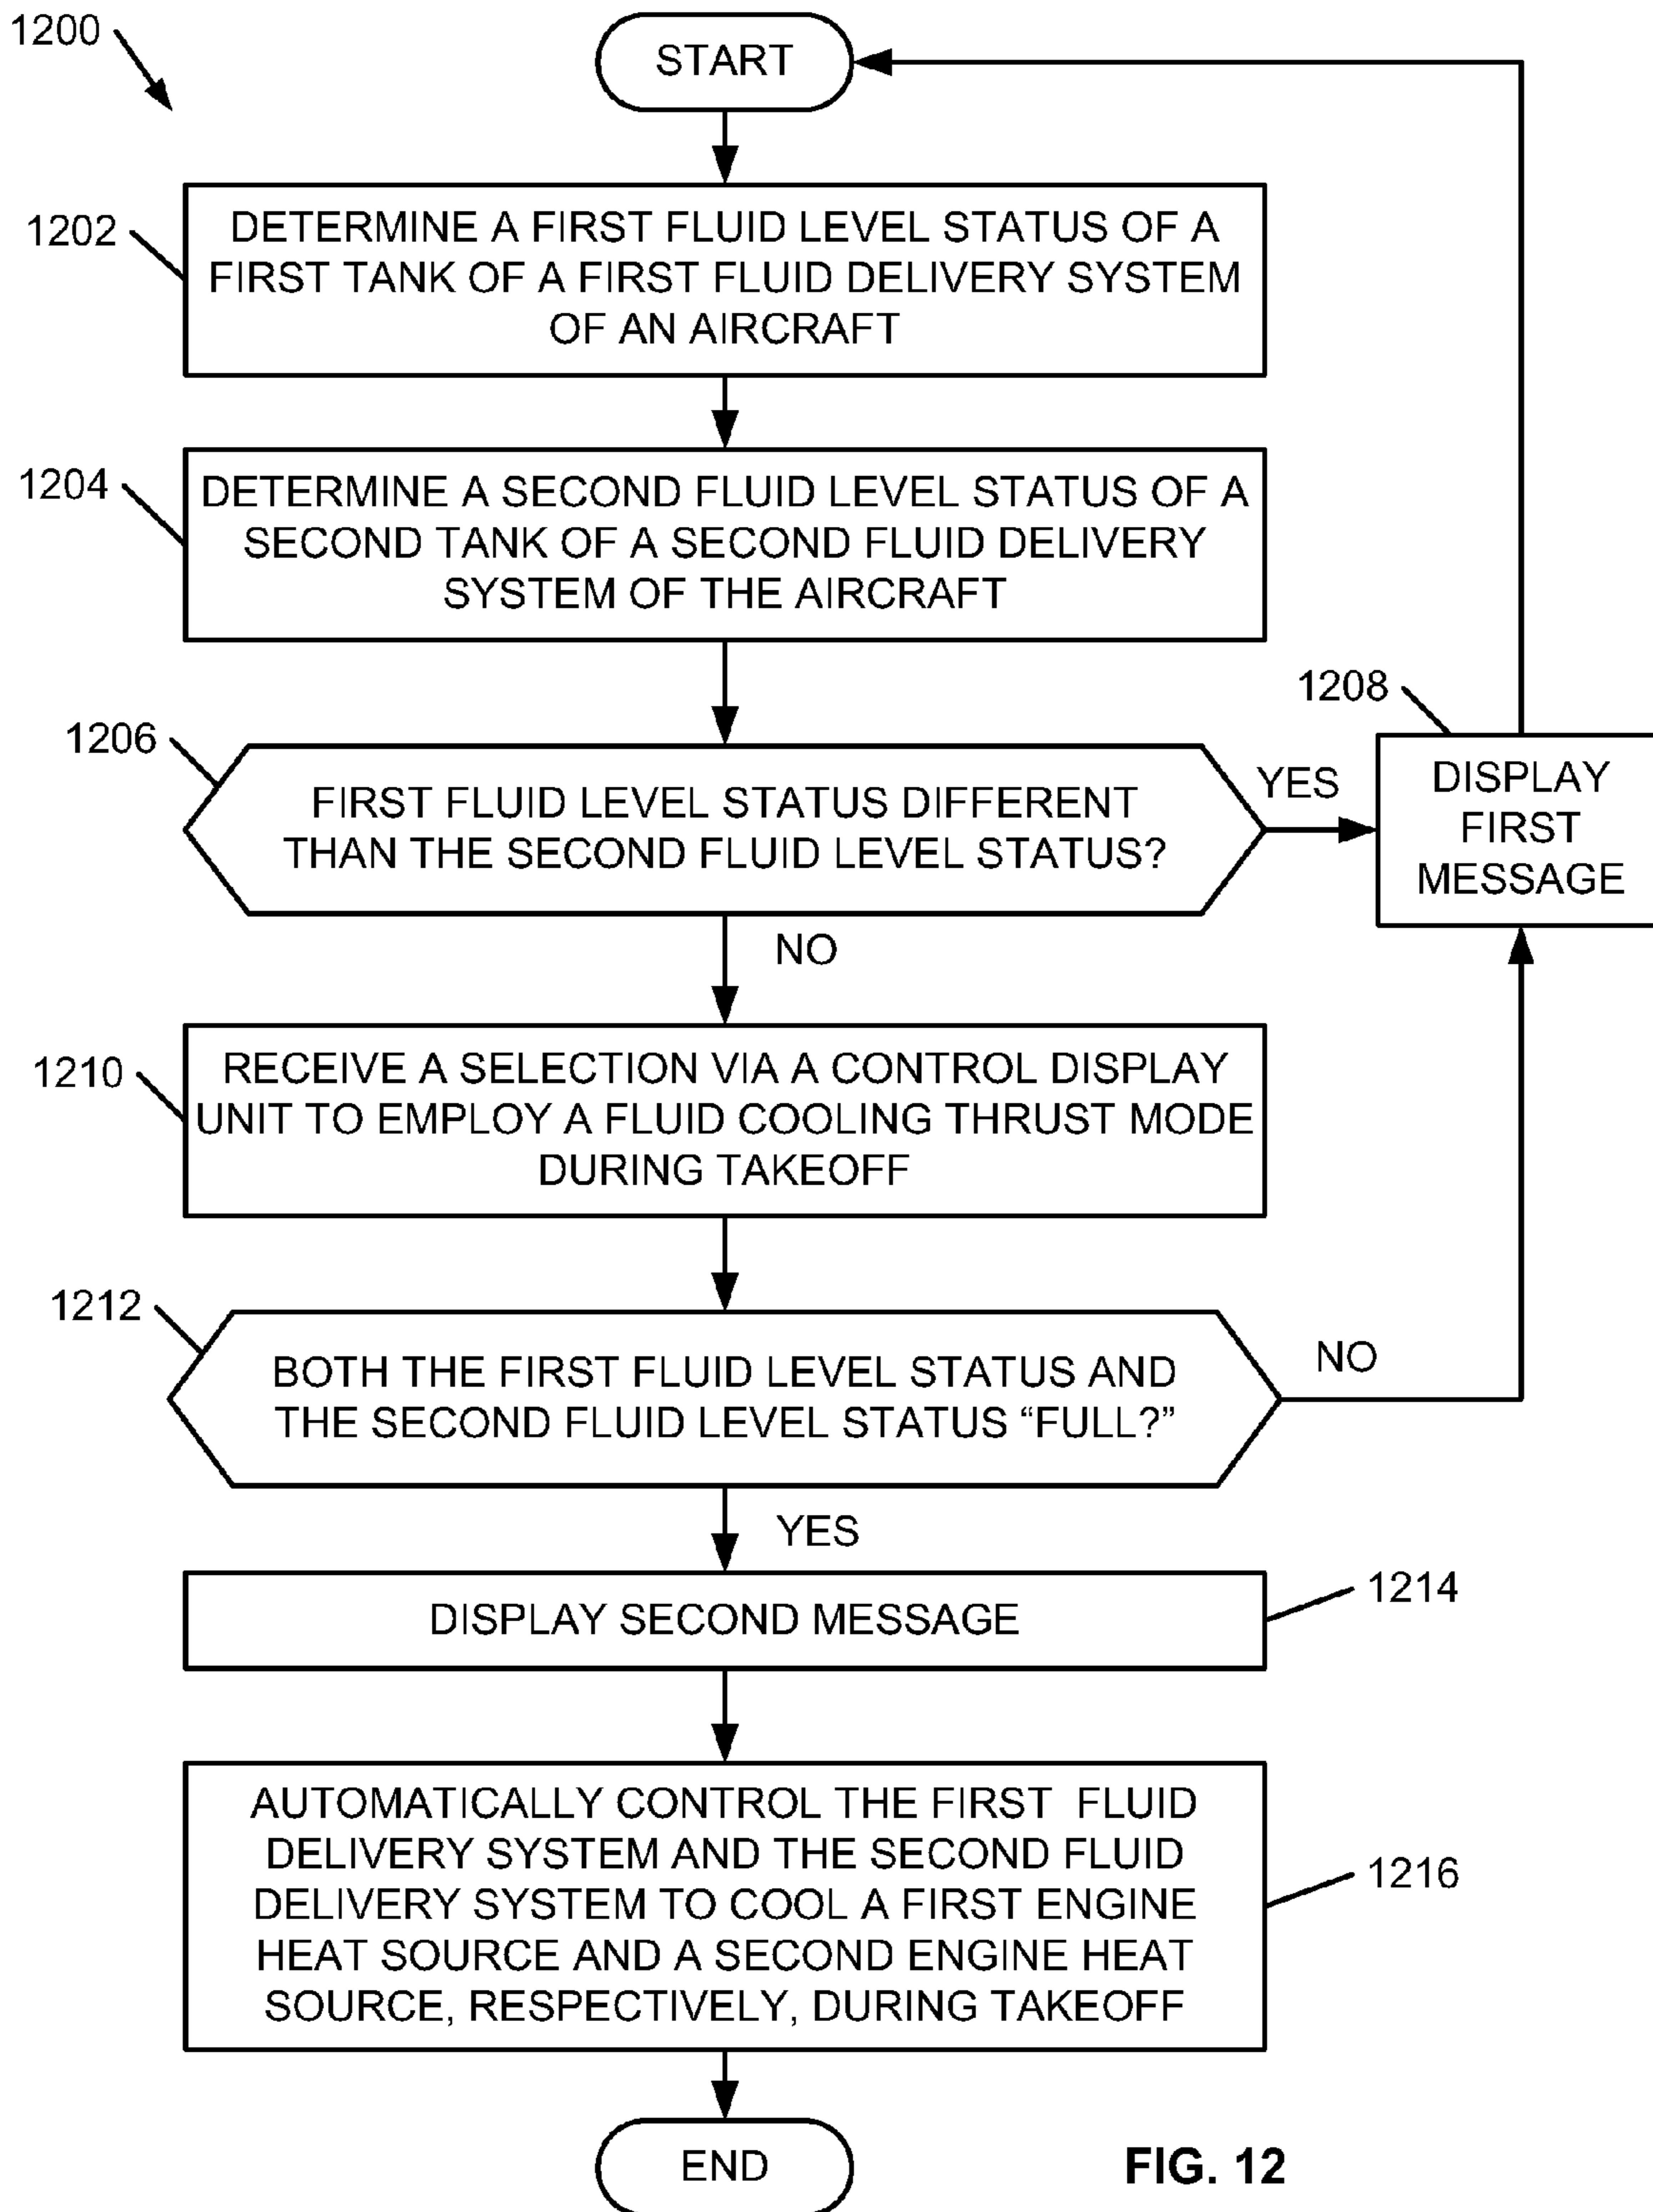 1200
START
1202
DETERMINE A FIRST FLUID LEVEL STATUS OF A
FIRST TANK OF A FIRST FLUID DELIVERY SYSTEM
OF AN AIRCRAFT
1204
DETERMINE A SECOND FLUID LEVEL STATUS OF A
SECOND TANK OF A SECOND FLUID DELIVERY
SYSTEM OF THE AIRCRAFT
1206
FIRST FLUID LEVEL STATUS DIFFERENT
THAN THE SECOND FLUID LEVEL STATUS?
YES
1208
DISPLAY
FIRST
MESSAGE
NO
1210
RECEIVE A SELECTION VIA A CONTROL DISPLAY
UNIT TO EMPLOY A FLUID COOLING THRUST MODE
DURING TAKEOFF
1212
BOTH THE FIRST FLUID LEVEL STATUS AND
THE SECOND FLUID LEVEL STATUS “FULL?”
NO
YES
DISPLAY SECOND MESSAGE
1214
AUTOMATICALLY CONTROL THE FIRST FLUID
DELIVERY SYSTEM AND THE SECOND FLUID
DELIVERY SYSTEM TO COOL A FIRST ENGINE
HEAT SOURCE AND A SECOND ENGINE HEAT
SOURCE, RESPECTIVELY, DURING TAKEOFF
1216
END
FIG. 12